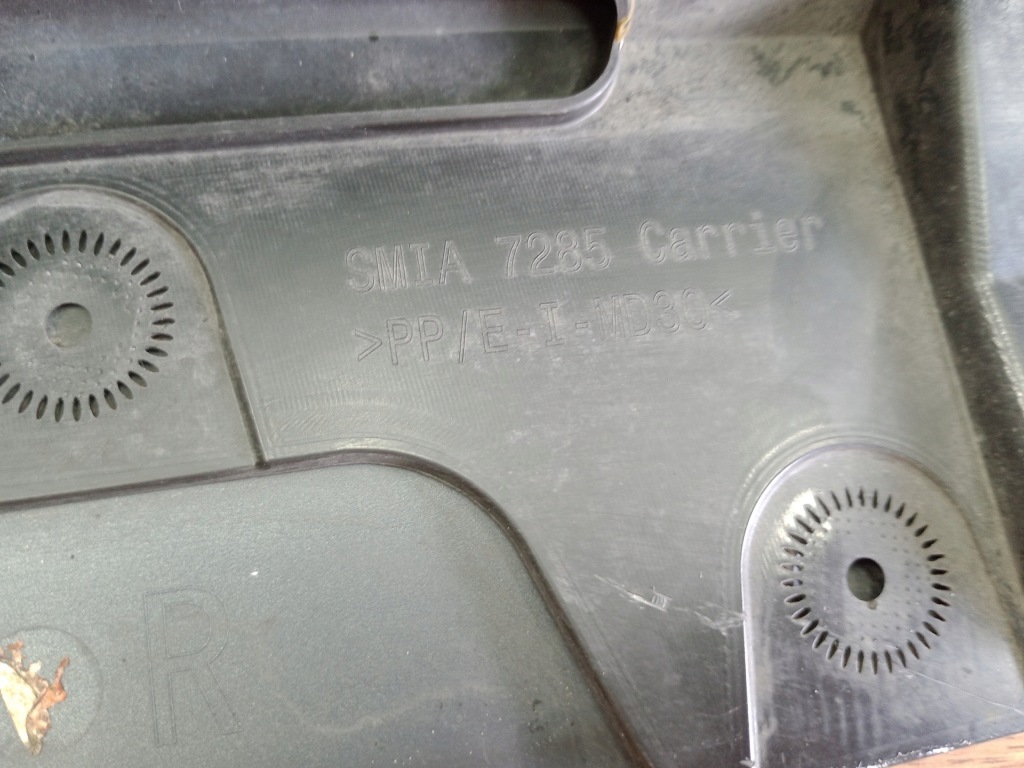 SMIA 7285 Carrier
>PP/E-I-MD30<
R